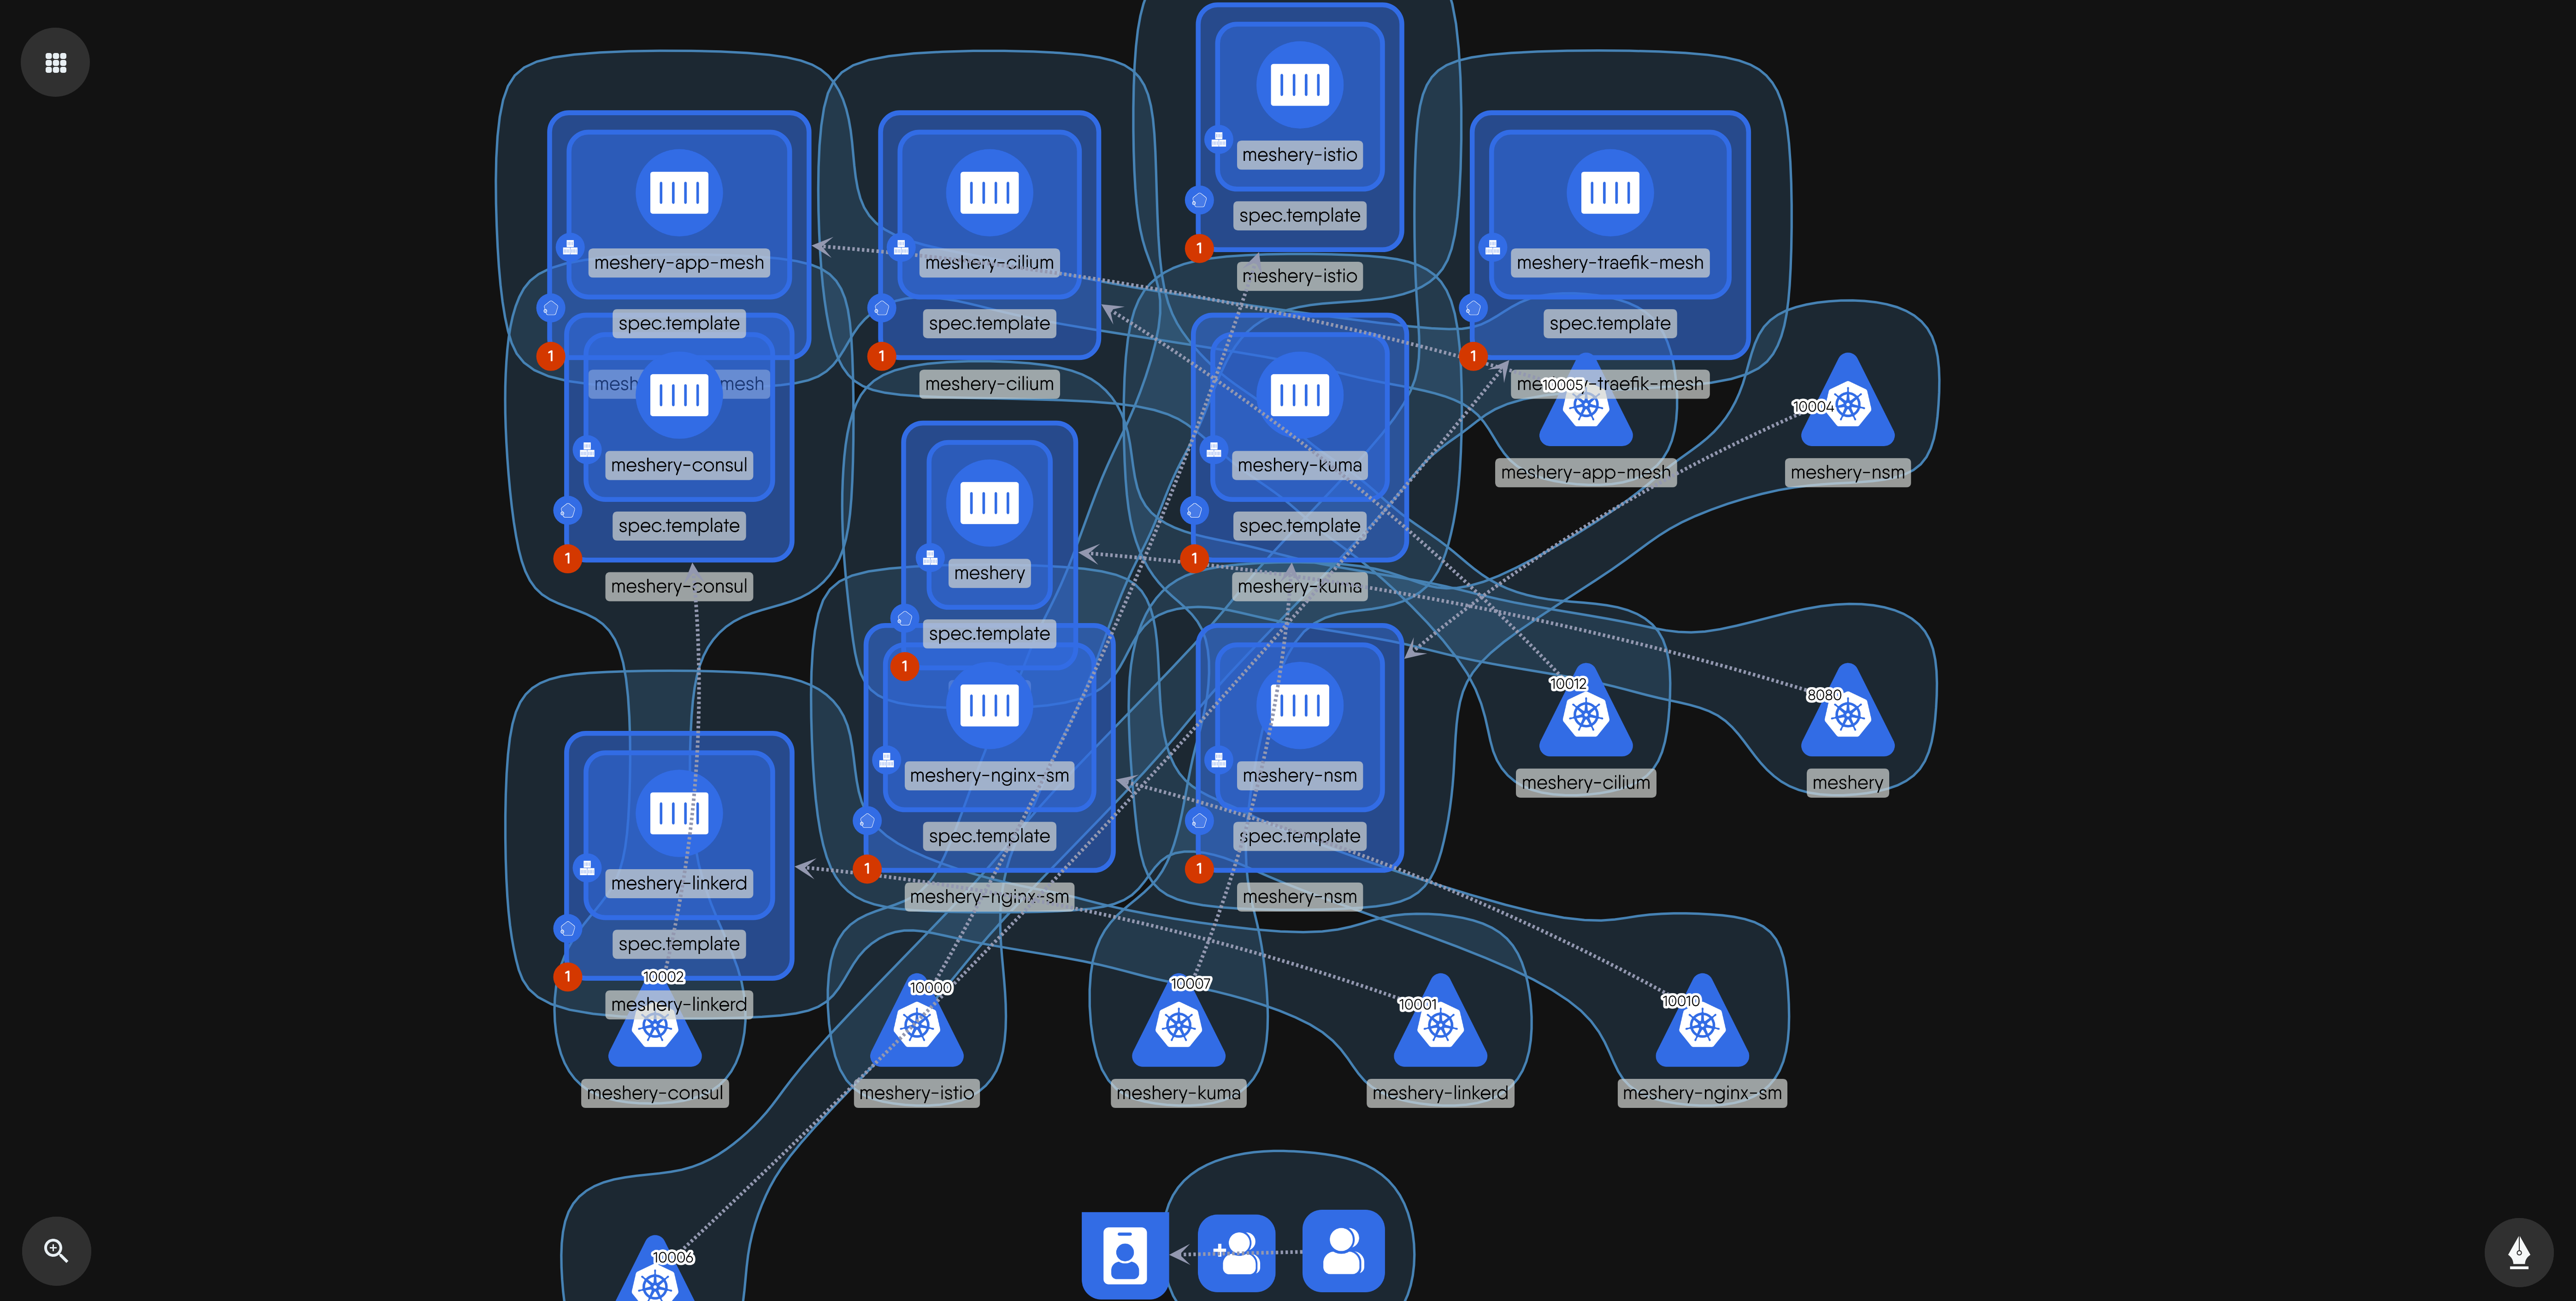 meshery-istio
spec.template
1
meshery-istio
meshery-app-mesh
spec.template
1
meshery-cilium
spec.template
1
meshery-cilium
meshery-traefik-mesh
spec.template
1
meshery-traefik-mesh
10005
meshery-app-mesh
10004
meshery-nsm
meshery-consul
spec.template
1
meshery-consul
meshery
spec.template
1
meshery-kuma
spec.template
1
meshery-kuma
10012
meshery-cilium
8080
meshery
meshery-linkerd
spec.template
1
meshery-linkerd
meshery-nginx-sm
spec.template
1
meshery-nginx-sm
meshery-nsm
spec.template
1
meshery-nsm
10002
meshery-consul
10000
meshery-istio
10007
meshery-kuma
10001
meshery-linkerd
10010
meshery-nginx-sm
10006